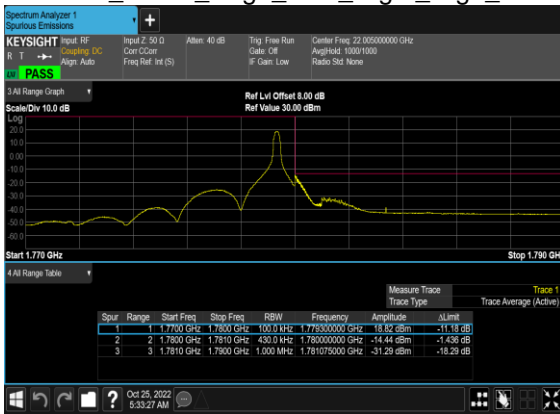 Spectrum Analyzer 1
Spurious Emissions
KEYSIGHT Input: RF Input Z: 50 Ω Atten: 40 dB Trig: Free Run Center Freq: 22.005000000 GHz
R T Coupling: DC Corr CCorr Gate: Off Avg|Hold: 1000/1000
Align: Auto Freq Ref: Int (S) IF Gain: Low Radio Std: None
PASS
3 All Range Graph
Ref Lvl Offset 8.00 dB
Scale/Div 10.0 dB Ref Value 30.00 dBm
Log
20.0
10.0
0.00
-10.0
-20.0
-30.0
-40.0
-50.0
-60.0
Start 1.770 GHz Stop 1.790 GH
4 All Range Table
Measure Trace Trace 1
Trace Type Trace Average (Active)
Spur Range Start Freq Stop Freq RBW Frequency Amplitude ΔLimit
1 1 1.7700 GHz 1.7800 GHz 100.0 kHz 1.779300000 GHz 18.82 dBm -11.18 dB
2 2 1.7800 GHz 1.7810 GHz 430.0 kHz 1.780000000 GHz -14.44 dBm -1.436 dB
3 3 1.7810 GHz 1.7900 GHz 1.000 MHz 1.781075000 GHz -31.29 dBm -18.29 dB
Oct 25, 2022
5:33:27 AM